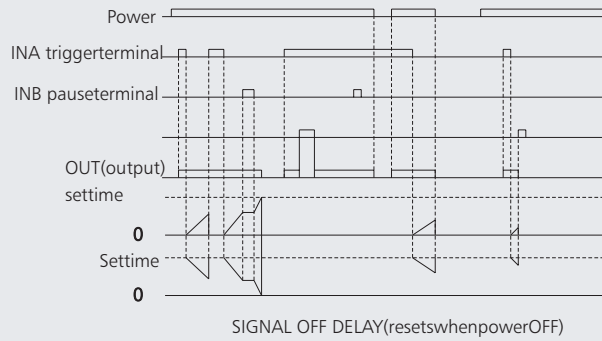 Power
INA triggerterminal
INB pauseterminal
OUT(output)
settime
0
Settime
0
SIGNAL OFF DELAY(resetswhenpowerOFF)